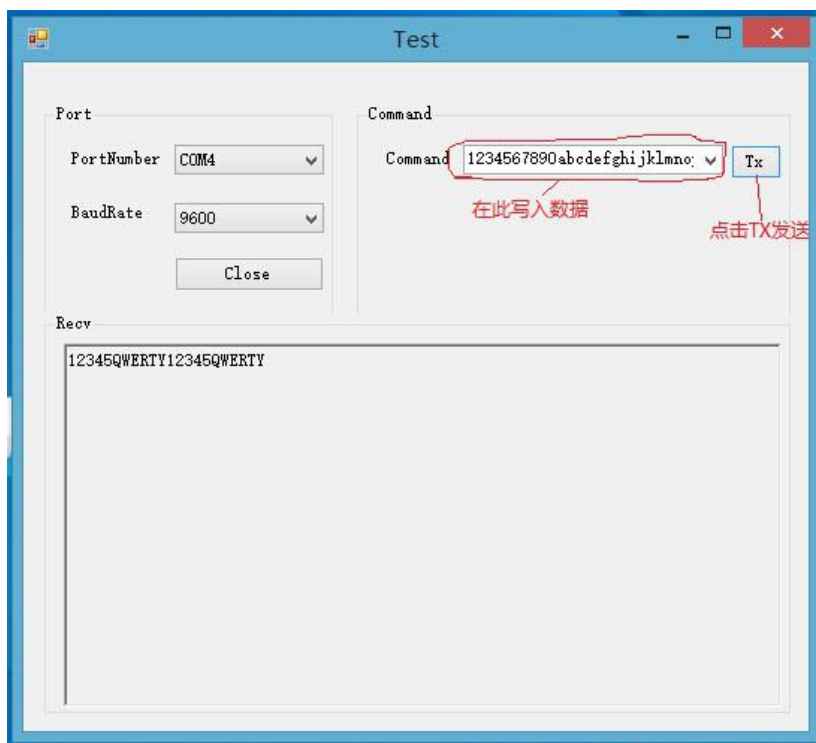 Test
Port
PortNumber COM4
BaudRate 9600
Close
Command
Command 1234567890abcdefghijklmno Tx
在此写入数据
点击TX发送
Recv
12345QWERTY12345QWERTY